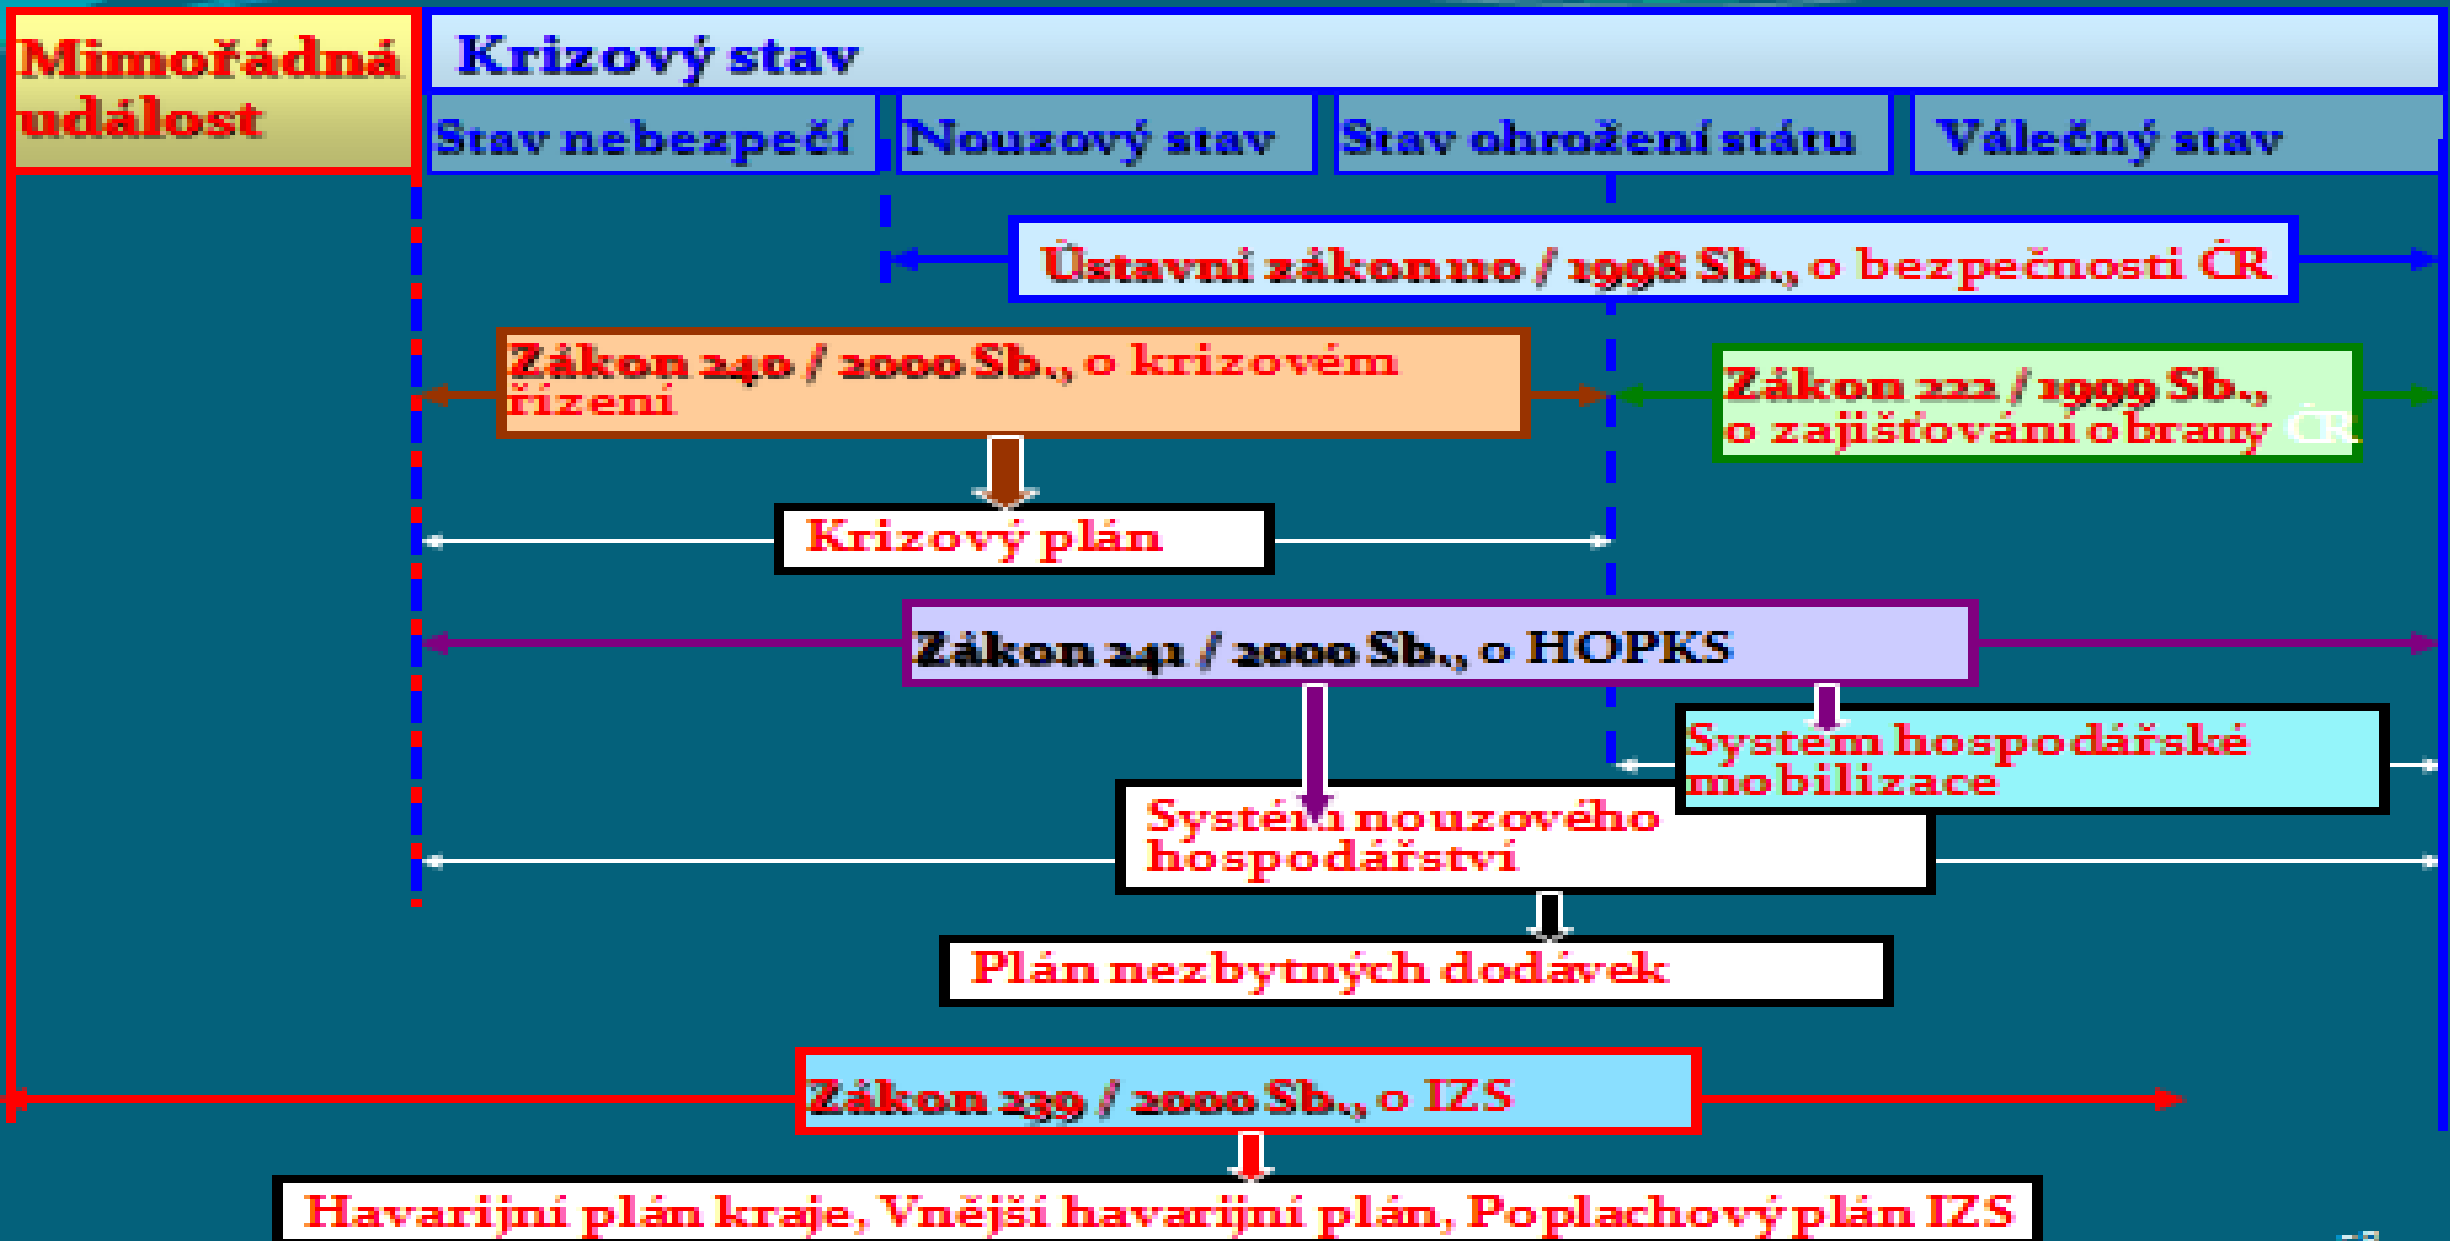 Mimořádná
událost
Krizový stav
Stav nebezpečí
Nouzový stav
Stav ohrožení státu
Válečný stav
Ústavní zákon 110 / 1998 Sb., o bezpečnosti ČR
Zákon 240 / 2000 Sb., o krizovém
řízení
Zákon 222 / 1999 Sb.,
o zajišťování obrany ČR
Krizový plán
Zákon 241 / 2000 Sb., o HOPKS
Systém hospodářské
mobilizace
Systém nouzového
hospodářství
Plán nezbytných dodávek
Zákon 239 / 2000 Sb., o IZS
Havarijní plán kraje, Vnější havarijní plán, Poplachový plán IZS